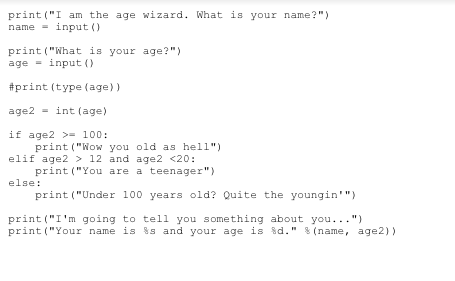 print("I am the age wizard. What is your name?")
name = input()
print("What is your age?")
age = input()
#print(type(age))
age2 = int(age)
if age2 >= 100:
    print("Wow you old as hell")
elif age2 > 12 and age2 <20:
    print("You are a teenager")
else:
    print("Under 100 years old? Quite the youngin'")
print("I'm going to tell you something about you...")
print("Your name is %s and your age is %d." %(name, age2))